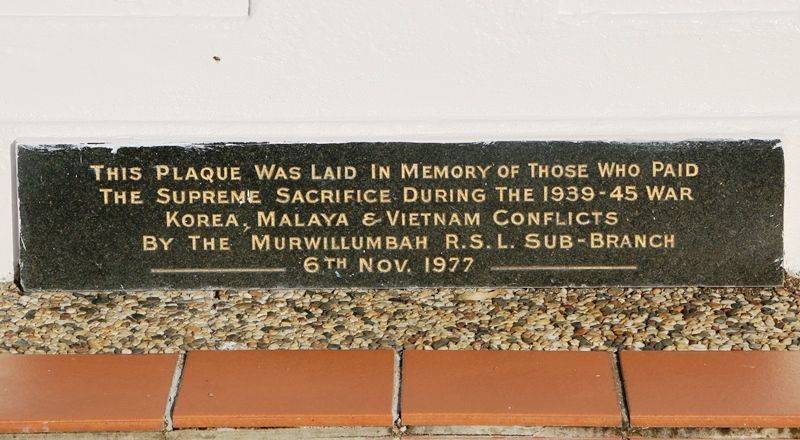 THIS PLAQUE WAS LAID IN MEMORY OF THOSE WHO PAID
THE SUPREME SACRIFICE DURING THE 1939-45 WAR
KOREA, MALAYA & VIETNAM CONFLICTS
BY THE MURWILLUMBAH R.S.L. SUB-BRANCH
6TH NOV. 1977